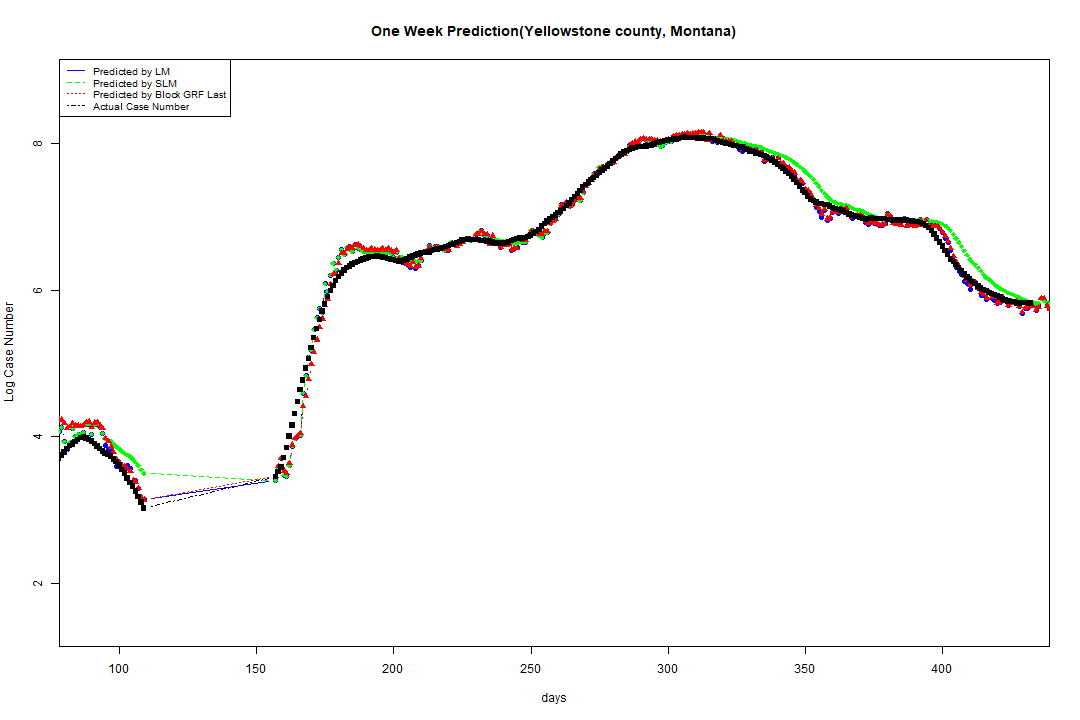 One Week Prediction(Yellowstone county, Montana)
Predicted by LM
Predicted by SLM
Predicted by Block GRF Last
Actual Case Number
8
6
4
2
Log Case Number
100 150 200 250 300 350 400
days